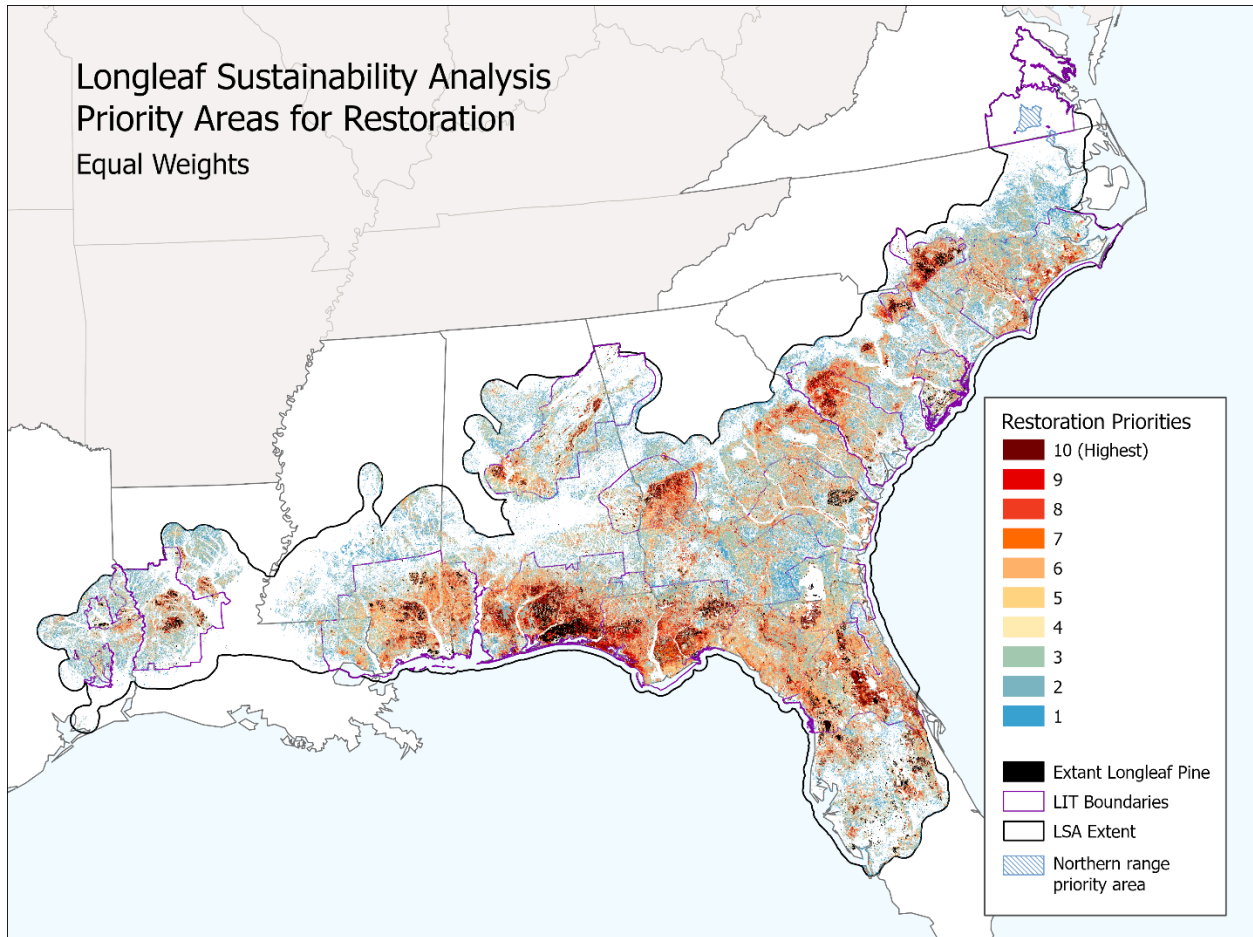 Longleaf Sustainability Analysis
Priority Areas for Restoration
Equal Weights
Restoration Priorities
10 (Highest)
9
8
7
6
5
4
3
2
1
Extant Longleaf Pine
LIT Boundaries
LSA Extent
Northern range
priority area